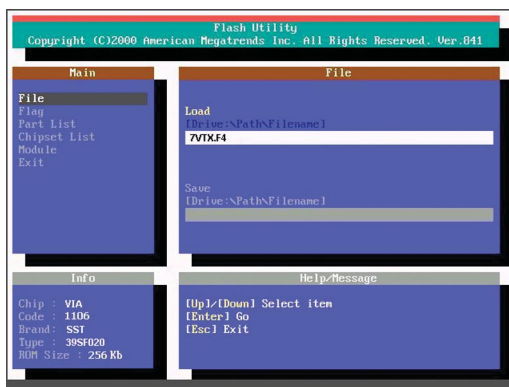 Flash Utility
Copyright (C)2000 American Megatrends Inc. All Rights Reserved. Ver.841
Main
File
Flag
Part List
Chipset List
Module
Exit
File
Load
[Drive:\Path\Filename]
7VTX.F4
Save
[Drive:\Path\Filename]
Info
Chip : VIA
Code : 1106
Brand: SST
Type : 39SF020
ROM Size : 256 Kb
Help/Message
[Up]/[Down] Select item
[Enter] Go
[Esc] Exit